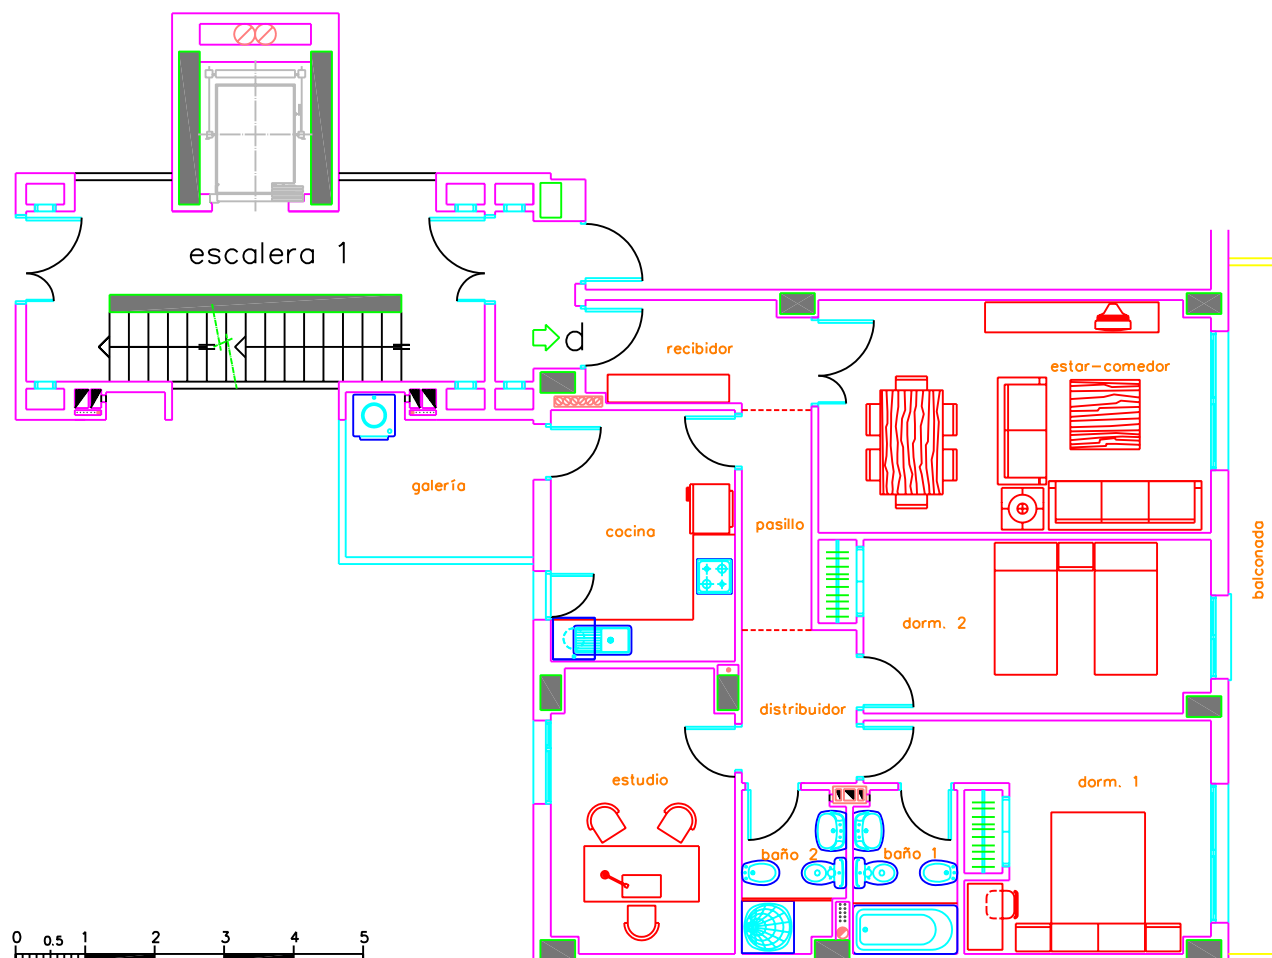 escalera 1
d
recibidor
estar-comedor
galería
cocina
pasillo
balconada
dorm. 2
distribuidor
estudio
dorm. 1
baño 2
baño 1
0 0.5 1 2 3 4 5